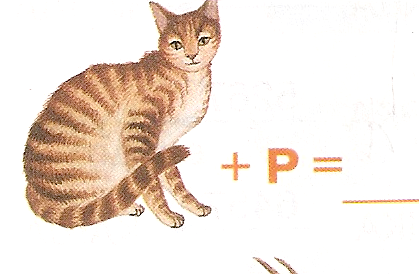 + P =